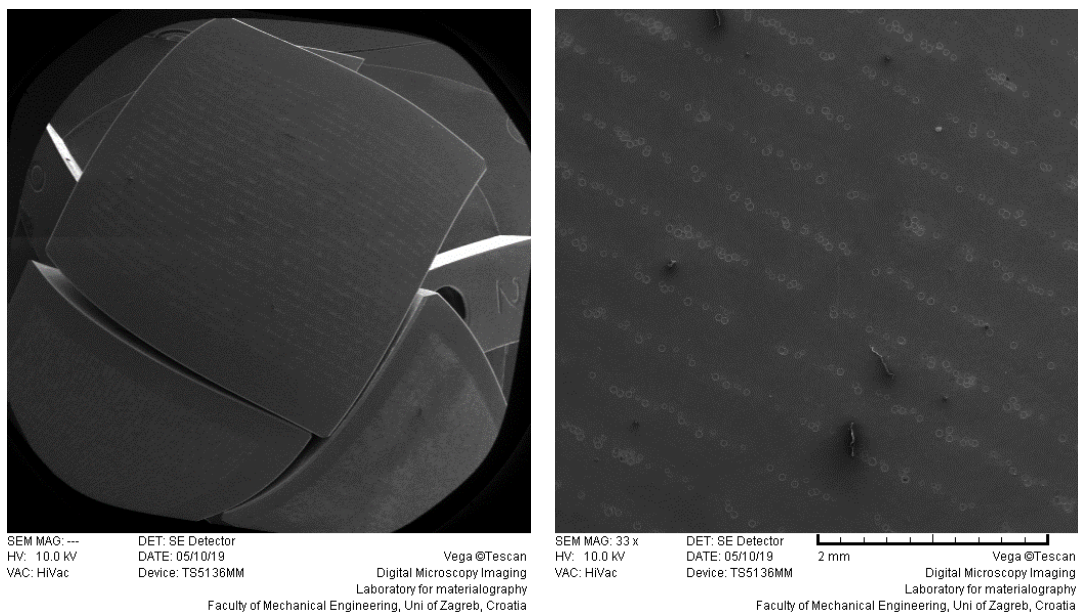 2
SEM MAG: ---
DET: SE Detector
HV: 10.0 kV
DATE: 05/10/19
Vega ©Tescan
VAC: HiVac
Device: TS5136MM
Digital Microscopy Imaging
Laboratory for materialography
Faculty of Mechanical Engineering, Uni of Zagreb, Croatia
SEM MAG: 33 x
DET: SE Detector
HV: 10.0 kV
DATE: 05/10/19
2 mm
Vega ©Tescan
VAC: HiVac
Device: TS5136MM
Digital Microscopy Imaging
Laboratory for materialography
Faculty of Mechanical Engineering, Uni of Zagreb, Croatia